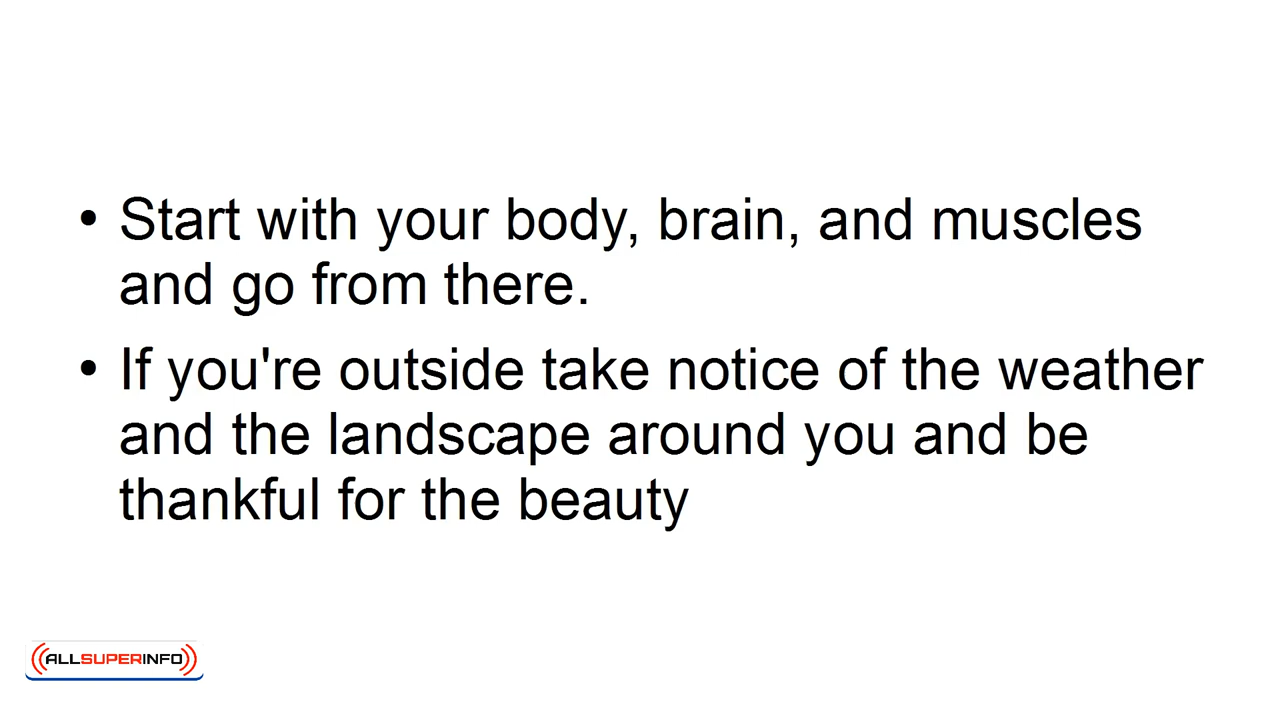 • Start with your body, brain, and muscles
and go from there.
• If you're outside take notice of the weather
and the landscape around you and be
thankful for the beauty
ALLSUPERINFO